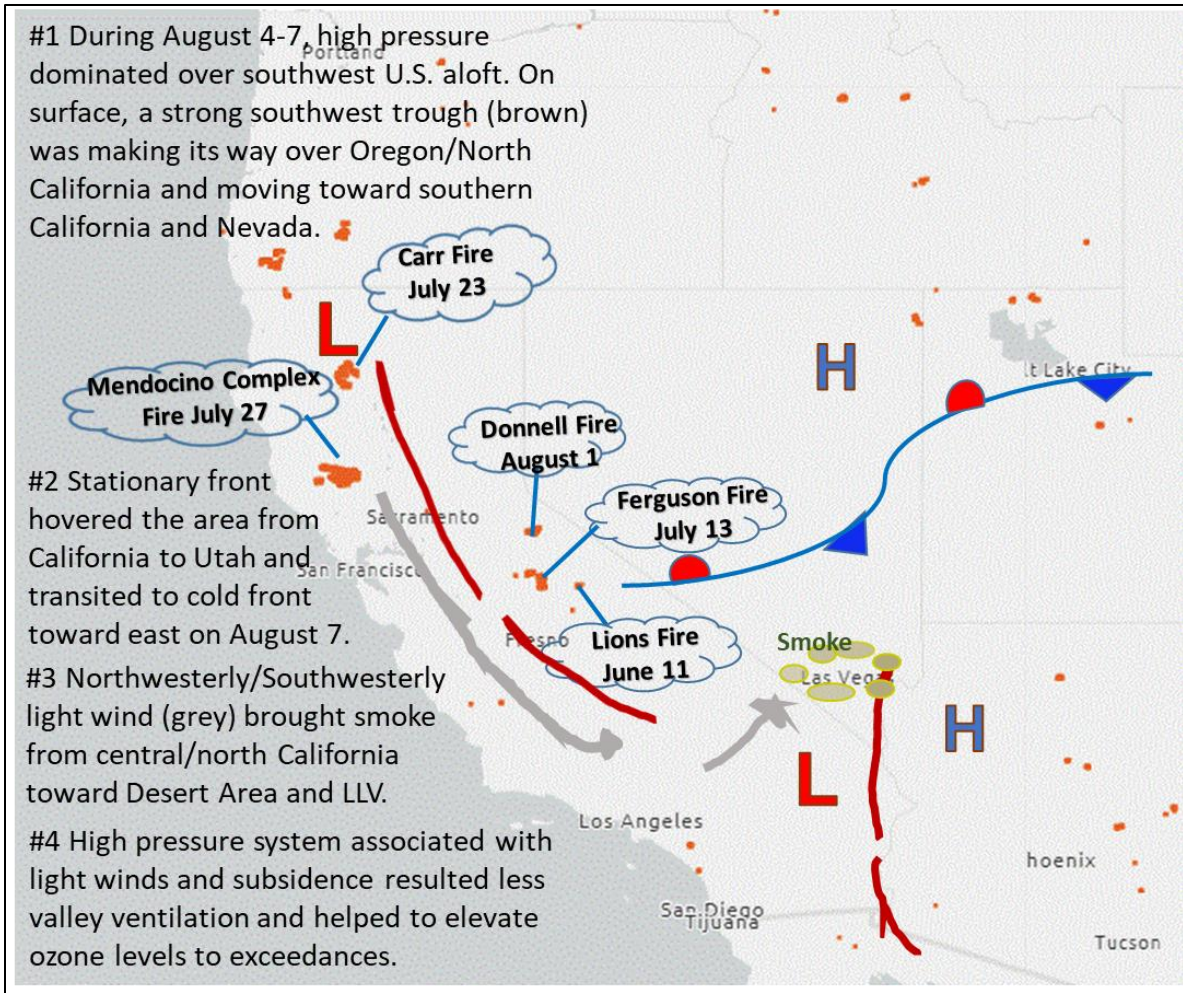 #1 During August 4-7, high pressure
dominated over southwest U.S. aloft. On
surface, a strong southwest trough (brown)
was making its way over Oregon/North
California and moving toward southern
California and Nevada.
Portland
Carr Fire
July 23
L
H
lt Lake City
Mendocino Complex
Fire July 27
Donnell Fire
August 1
Ferguson Fire
July 13
#2 Stationary front
hovered the area from
California to Utah and
transited to cold front
toward east on August 7.
Sacramento
San Francisco
Fresno
Lions Fire
June 11
Smoke
Las Vegas
#3 Northwesterly/Southwesterly
light wind (grey) brought smoke
from central/north California
toward Desert Area and LLV.
H
L
Los Angeles
#4 High pressure system associated with
light winds and subsidence resulted less
valley ventilation and helped to elevate
ozone levels to exceedances.
hoenix
San Diego
Tijuana
Tucson